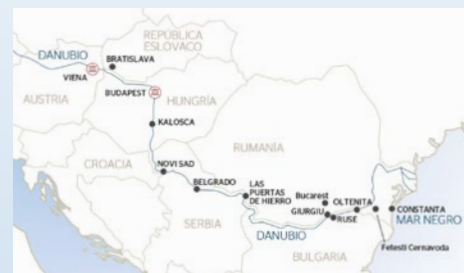 REPÚBLICA
ESLOVACO
DANUBIO
BRATISLAVA
VIENA
AUSTRIA
BUDAPEST
HUNGRÍA
KALOSCA
RUMANÍA
CROACIA
NOVI SAD
BELGRADO
LAS
PUERTAS
DE HIERRO
Bucarest
OLTENITA
GIURGIU
RUSE
CONSTANTA
MAR NEGRO
SERBIA
DANUBIO
BULGARIA
Fetesti Cernavoda